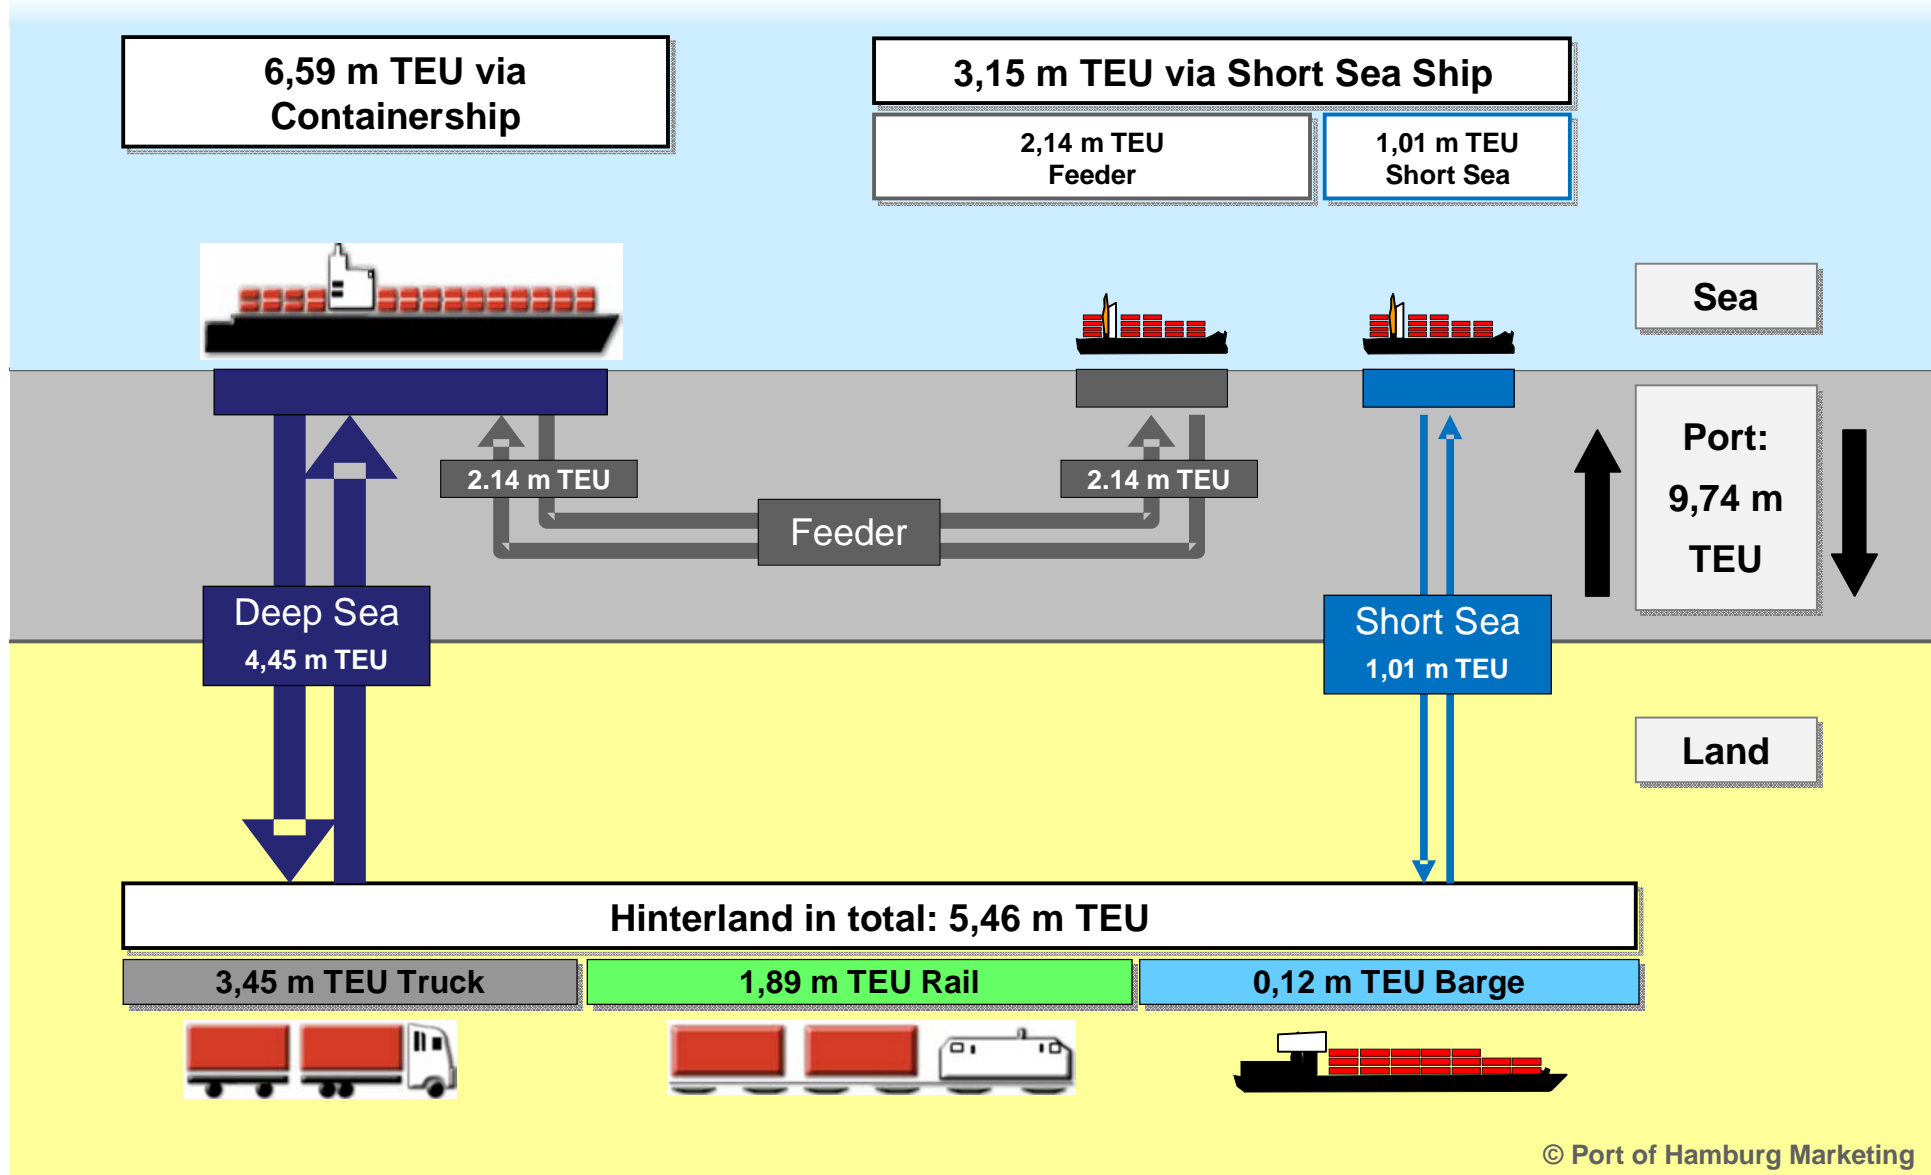 6,59 m TEU via
Containership
3,15 m TEU via Short Sea Ship
2,14 m TEU
Feeder
1,01 m TEU
Short Sea
Sea
Port:
9,74 m
TEU
2.14 m TEU
2.14 m TEU
Feeder
Deep Sea
4,45 m TEU
Short Sea
1,01 m TEU
Land
Hinterland in total: 5,46 m TEU
3,45 m TEU Truck
1,89 m TEU Rail
0,12 m TEU Barge
© Port of Hamburg Marketing